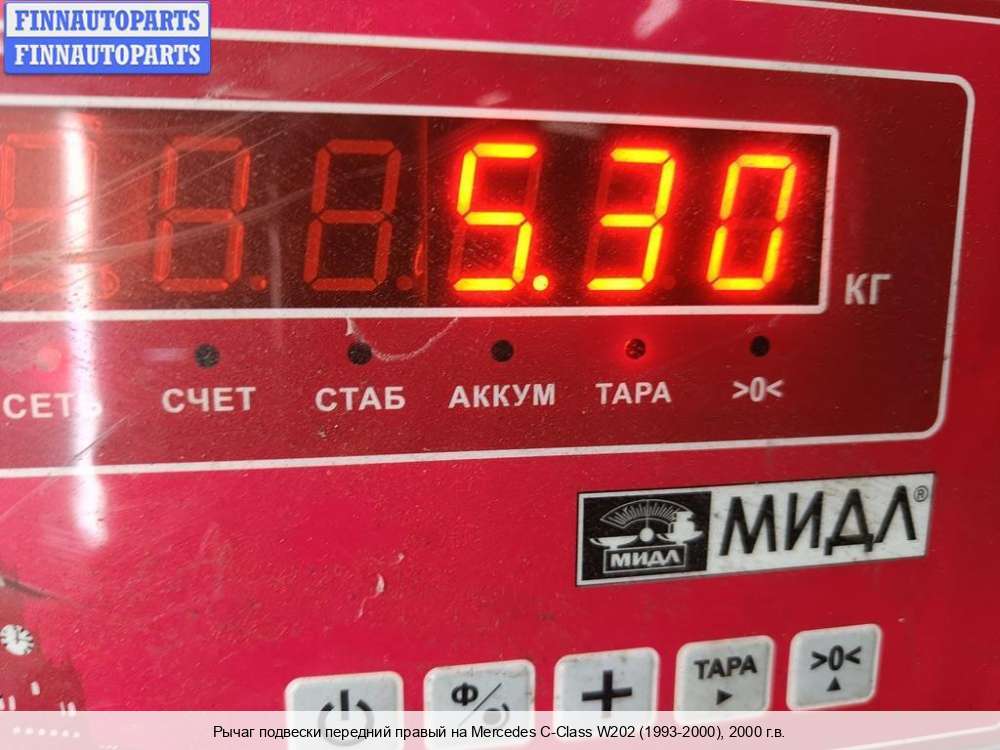 FINNAUTOPARTS
FINNAUTOPARTS
5.30
КГ
СЕТЬ СЧЕТ СТАБ АККУМ ТАРА >0<
МИДЛ МИДЛ®
Ф/ + ТАРА >0<
Рычаг подвески передний правый на Mercedes C-Class W202 (1993-2000), 2000 г.в.